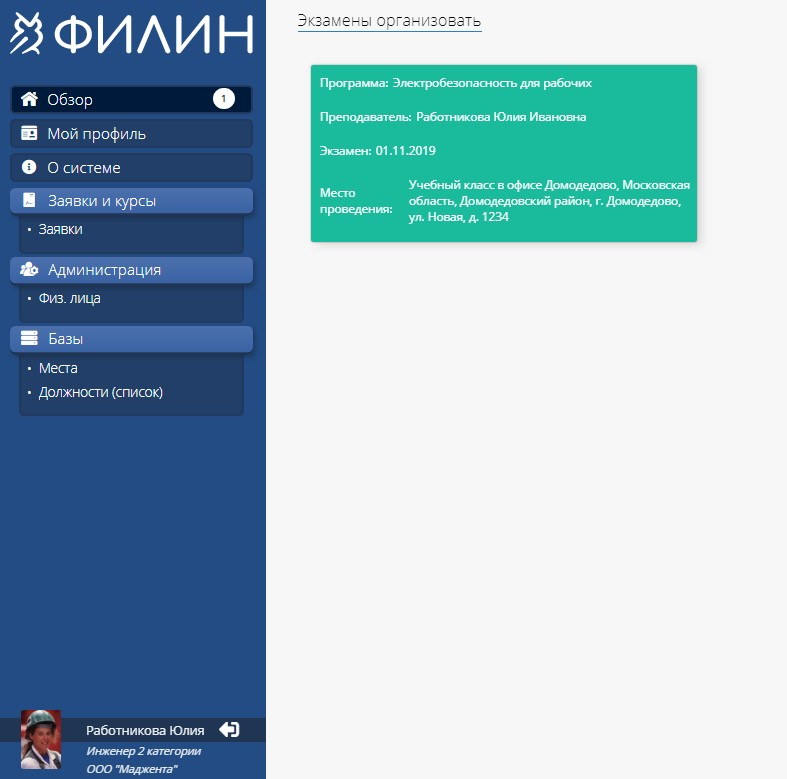 ФИЛИН
Обзор 1
Мой профиль
О системе
Заявки и курсы
• Заявки
Администрация
• Физ. лица
Базы
• Места
• Должности (список)
Работникова Юлия
Инженер 2 категории
ООО "Маджента"
Экзамены организовать
Программа: Электробезопасность для рабочих
Преподаватель: Работникова Юлия Ивановна
Экзамен: 01.11.2019
Место
проведения:
Учебный класс в офисе Домодедово, Московская
область, Домодедовский район, г. Домодедово,
ул. Новая, д. 1234